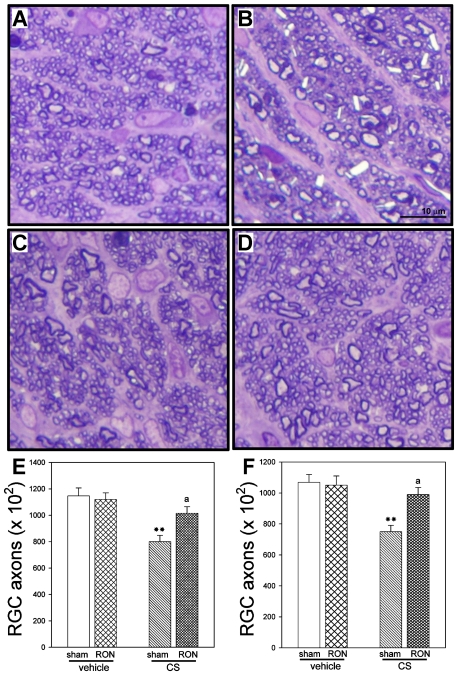 A
B
10 μm
C
D
E
RGC axons (x 10²)
1400
1200
1000
800
600
400
200
0
**
a
sham RON sham RON
vehicle CS
F
RGC axons (x 10²)
1200
1000
800
600
400
200
0
**
a
sham RON sham RON
vehicle CS